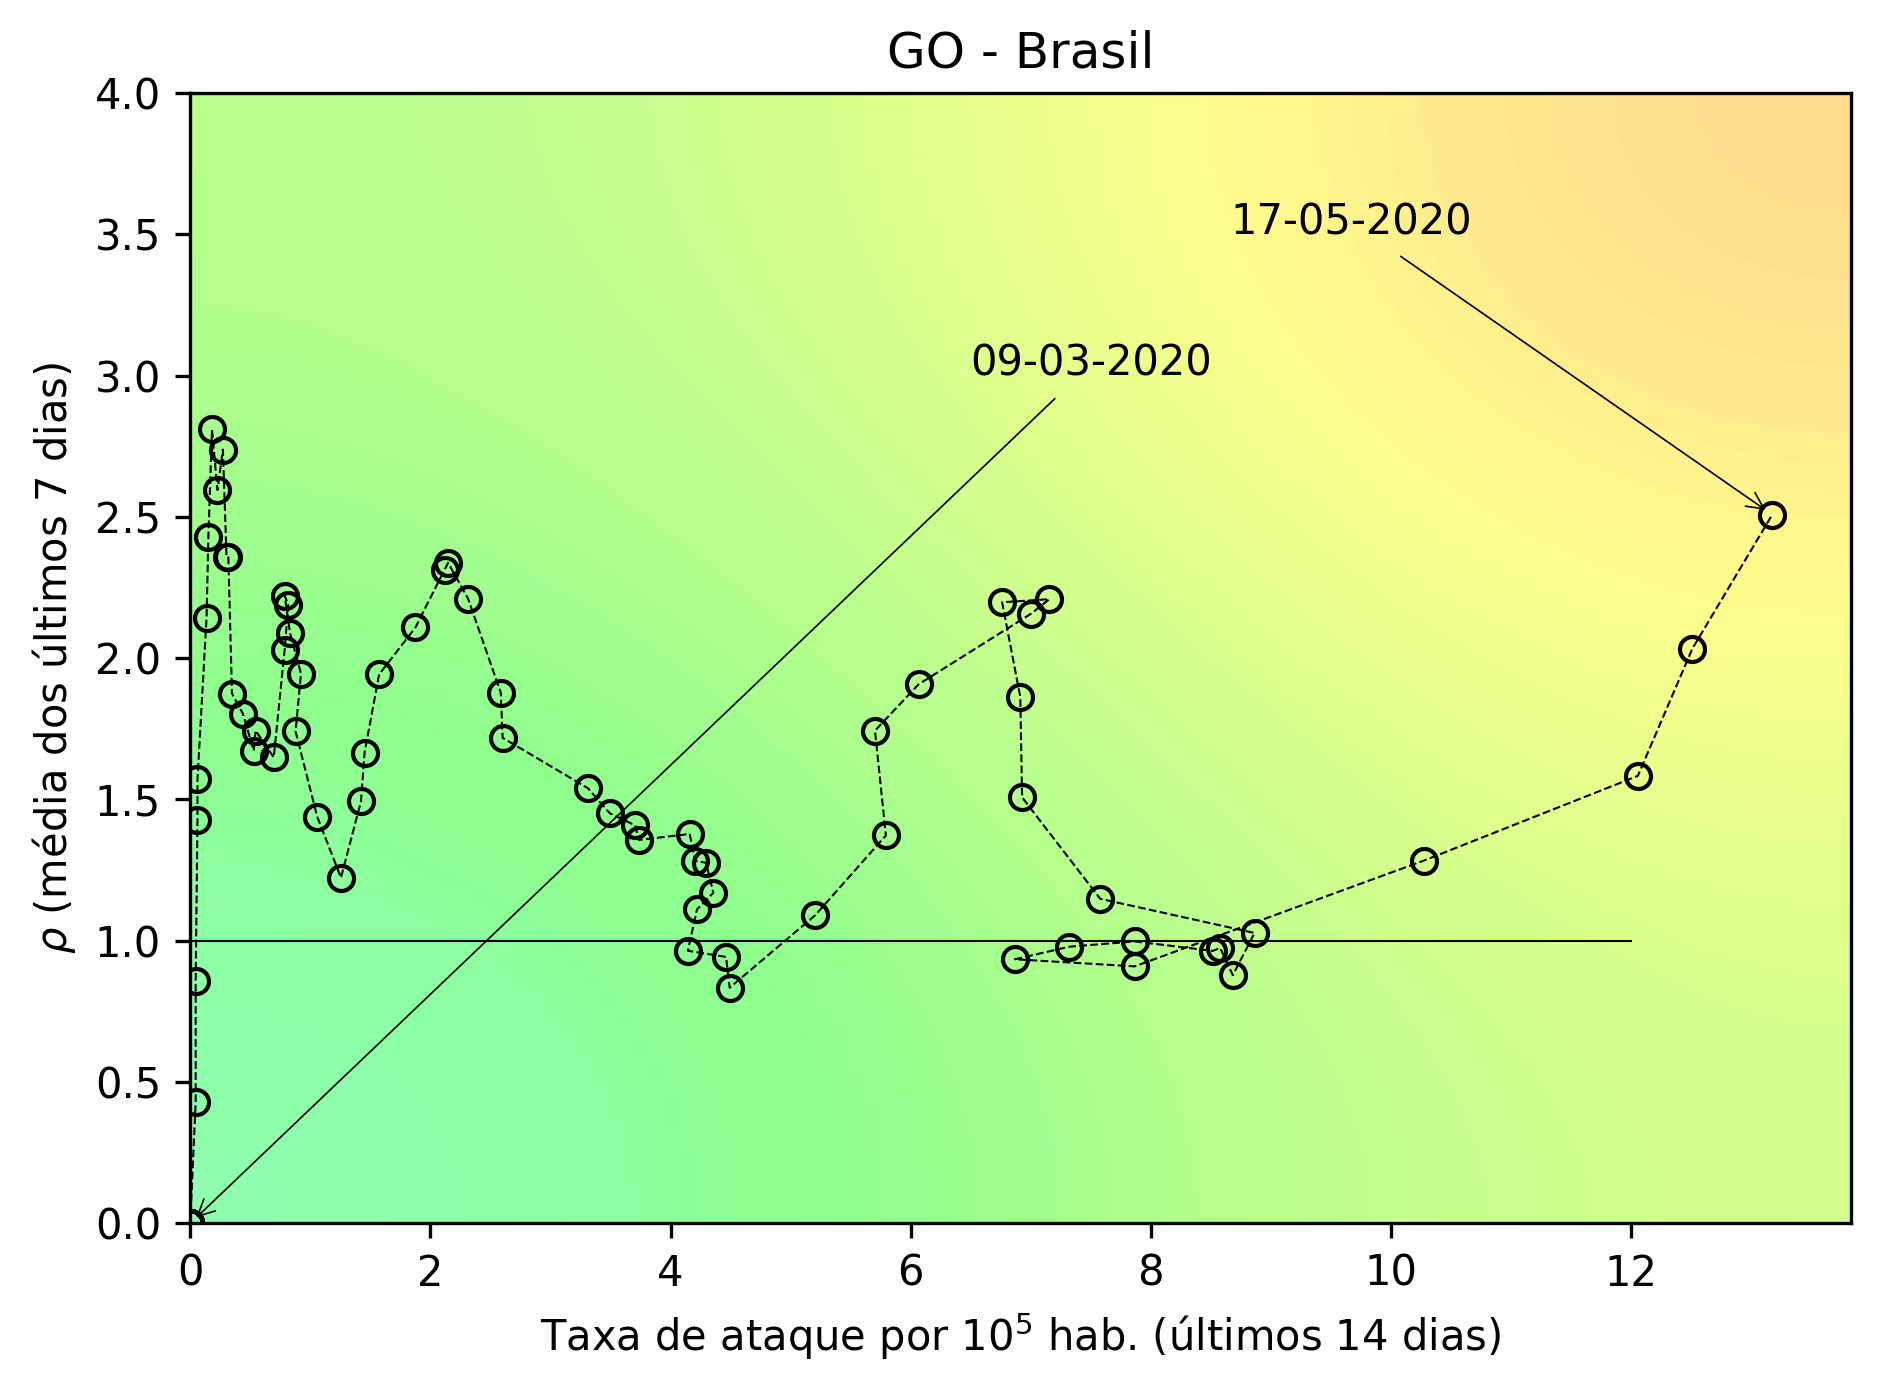 GO - Brasil
4.0
3.5
3.0
2.5
2.0
1.5
1.0
0.5
0.0
ρ (média dos últimos 7 dias)
17-05-2020
09-03-2020
0 2 4 6 8 10 12
Taxa de ataque por 10⁵ hab. (últimos 14 dias)